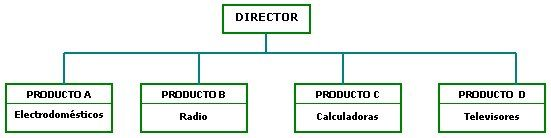 DIRECTOR
PRODUCTO A
Electrodomésticos
PRODUCTO B
Radio
PRODUCTO C
Calculadoras
PRODUCTO D
Televisores